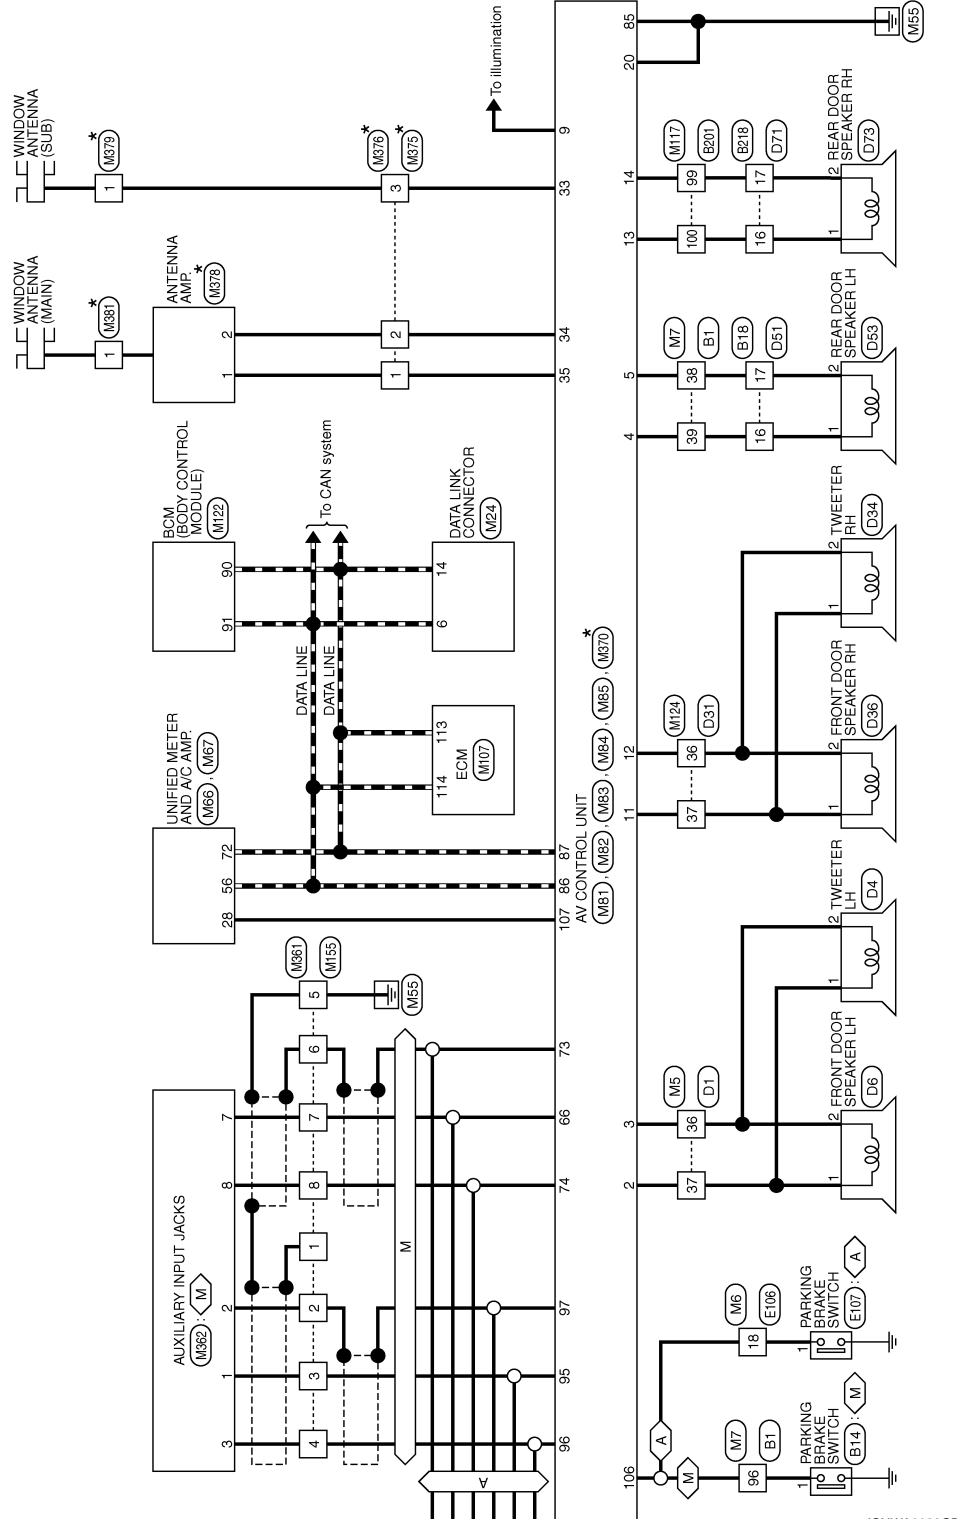 WINDOW
ANTENNA
(MAIN)
M381
*
1
WINDOW
ANTENNA
(SUB)
M379
*
1
ANTENNA
AMP.
M378
*
1
2
M376
*
M375
*
1
2
3
To illumination
BCM
(BODY CONTROL
MODULE)
M122
91
90
DATA LINE
DATA LINE
To CAN system
DATA LINK
CONNECTOR
M24
6
14
UNIFIED METER
AND A/C AMP.
M66 , M67
28
56
72
ECM
M107
114
113
AUXILIARY INPUT JACKS
M362 : M
3
1
2
8
7
M361
M155
4
3
2
1
8
7
6
5
M55
M
A
96
95
97
74
66
73
107
86
87
35
34
33
9
AV CONTROL UNIT
M81 , M82 , M83 , M84 , M85 , M370
*
106
2
3
11
12
4
5
13
14
20
85
A
M
M7
B1
96
PARKING
BRAKE
SWITCH
B14 : M
1
M6
E106
18
PARKING
BRAKE
SWITCH
E107 : A
1
M5
D1
37
36
FRONT DOOR
SPEAKER LH
D6
1
2
TWEETER
LH
D4
1
2
M124
D31
37
36
FRONT DOOR
SPEAKER RH
D36
1
2
TWEETER
RH
D34
1
2
M7
B1
39
38
B18
D51
16
17
REAR DOOR
SPEAKER LH
D53
1
2
M117
B201
100
99
B218
D71
16
17
REAR DOOR
SPEAKER RH
D73
1
2
M55